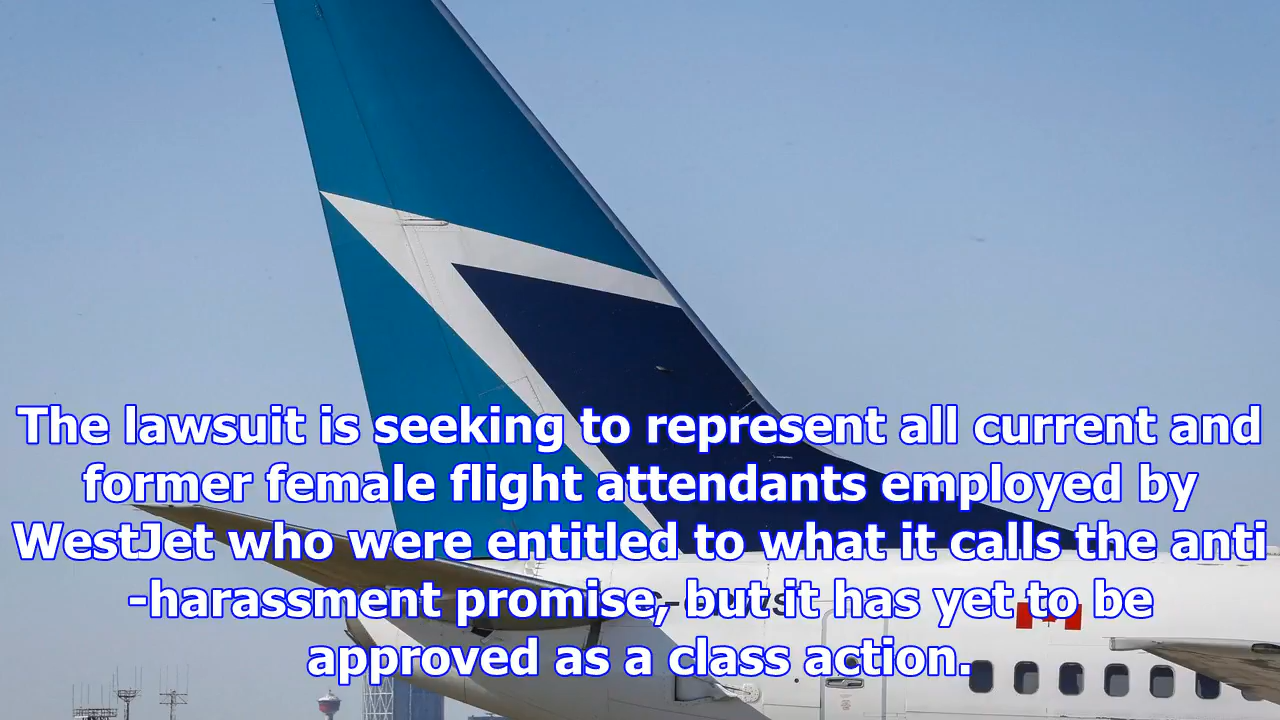 The lawsuit is seeking to represent all current and
former female flight attendants employed by
WestJet who were entitled to what it calls the anti
-harassment promise, but it has yet to be
approved as a class action.